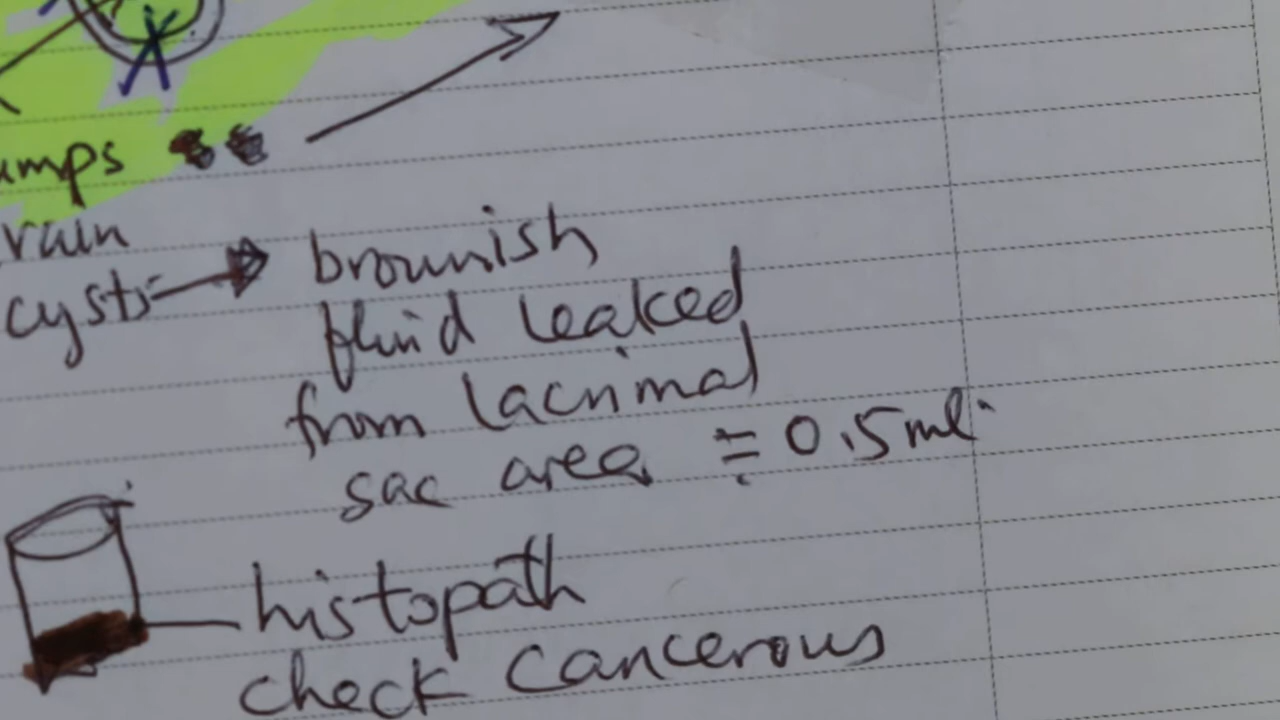 umps
rain
cysts → brownish
fluid leaked
from lacrimal
sac area ≑ 0.5ml.
histopath
check cancerous